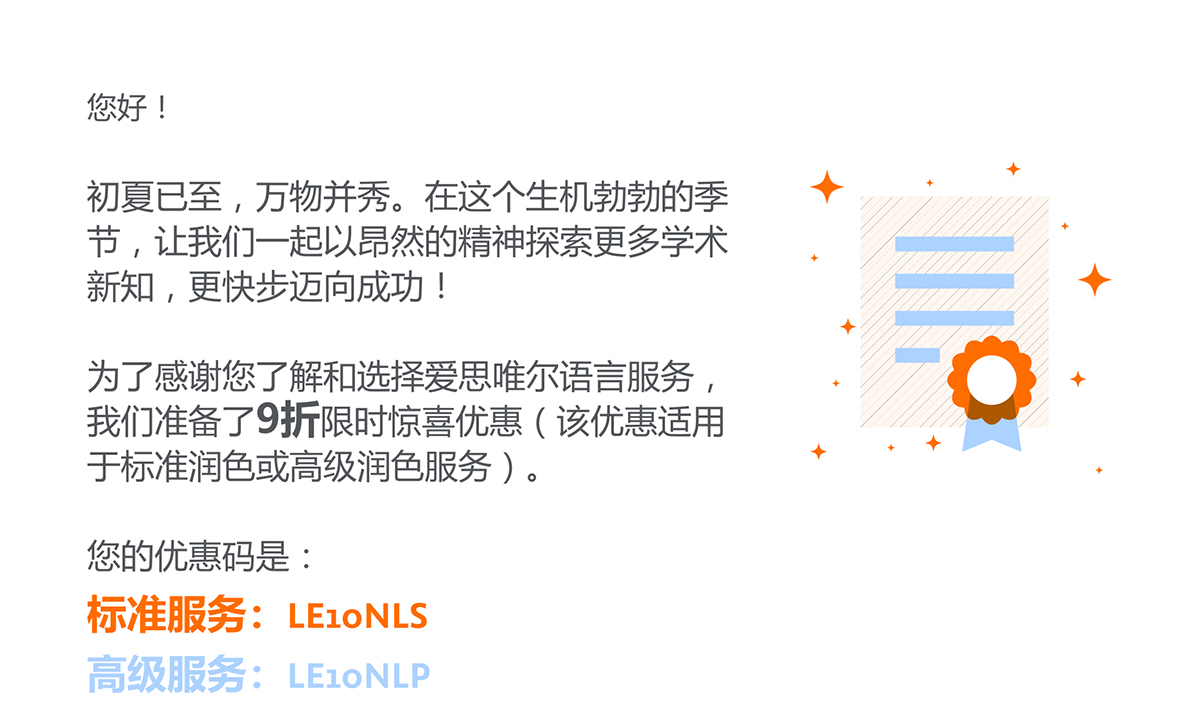 您好！
初夏已至，万物并秀。在这个生机勃勃的季
节，让我们一起以昂然的精神探索更多学术
新知，更快步迈向成功！
为了感谢您了解和选择爱思唯尔语言服务，
我们准备了9折限时惊喜优惠（该优惠适用
于标准润色或高级润色服务）。
您的优惠码是：
标准服务：LE10NLS
高级服务：LE10NLP